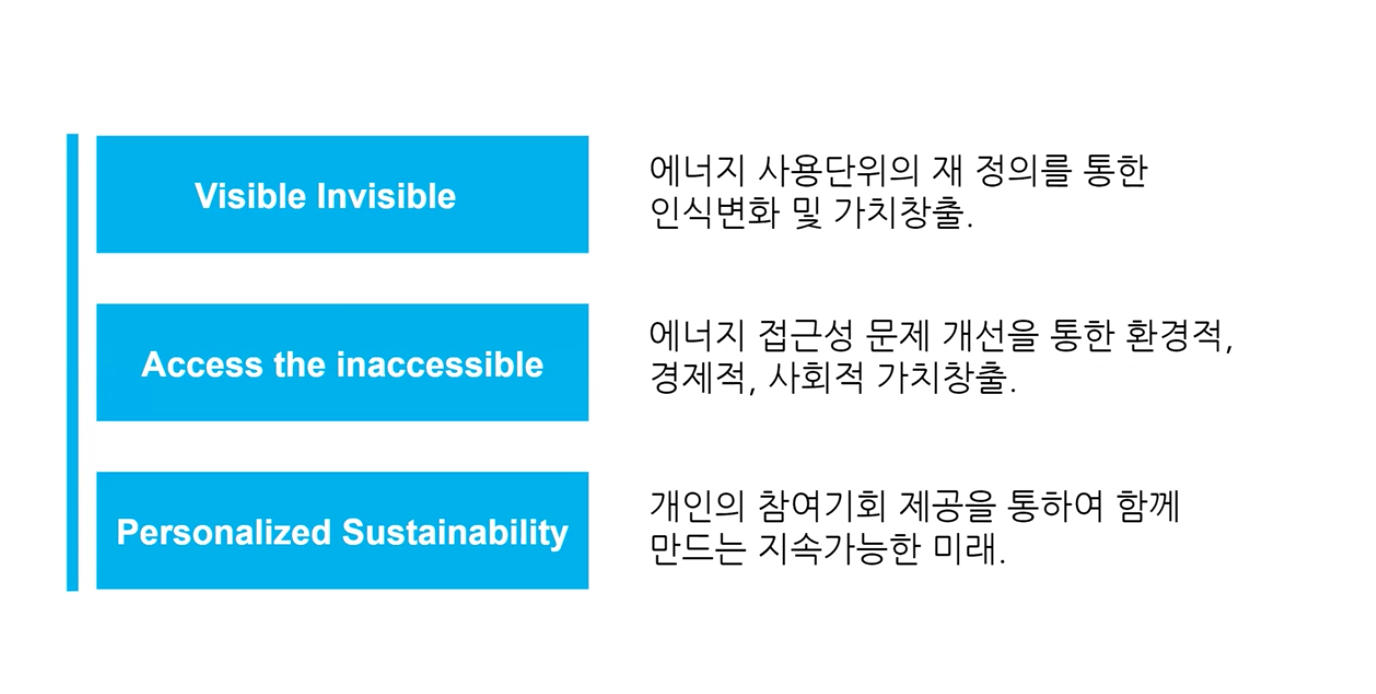 Visible Invisible
에너지 사용단위의 재 정의를 통한
인식변화 및 가치창출.
Access the inaccessible
에너지 접근성 문제 개선을 통한 환경적,
경제적, 사회적 가치창출.
Personalized Sustainability
개인의 참여기회 제공을 통하여 함께
만드는 지속가능한 미래.